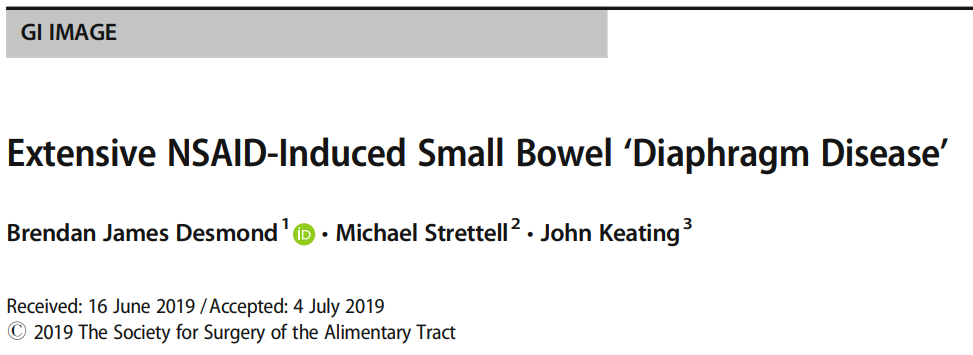 GI IMAGE
Extensive NSAID-Induced Small Bowel ‘Diaphragm Disease’
Brendan James Desmond 1 iD · Michael Strettell 2 · John Keating 3
Received: 16 June 2019 / Accepted: 4 July 2019
© 2019 The Society for Surgery of the Alimentary Tract